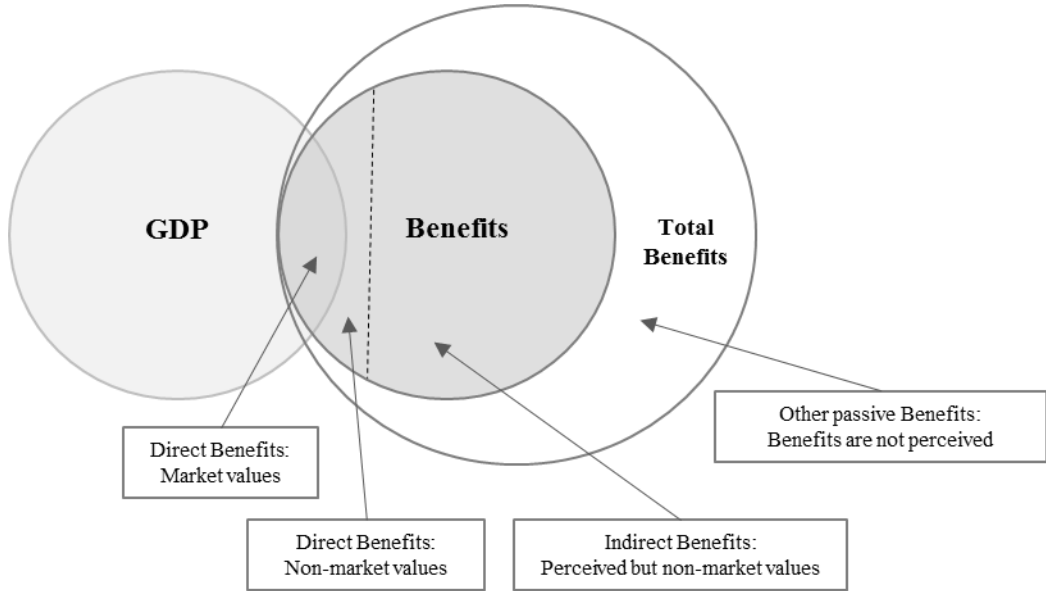 GDP
Benefits
Total
Benefits
Other passive Benefits:
Benefits are not perceived
Direct Benefits:
Market values
Direct Benefits:
Non-market values
Indirect Benefits:
Perceived but non-market values